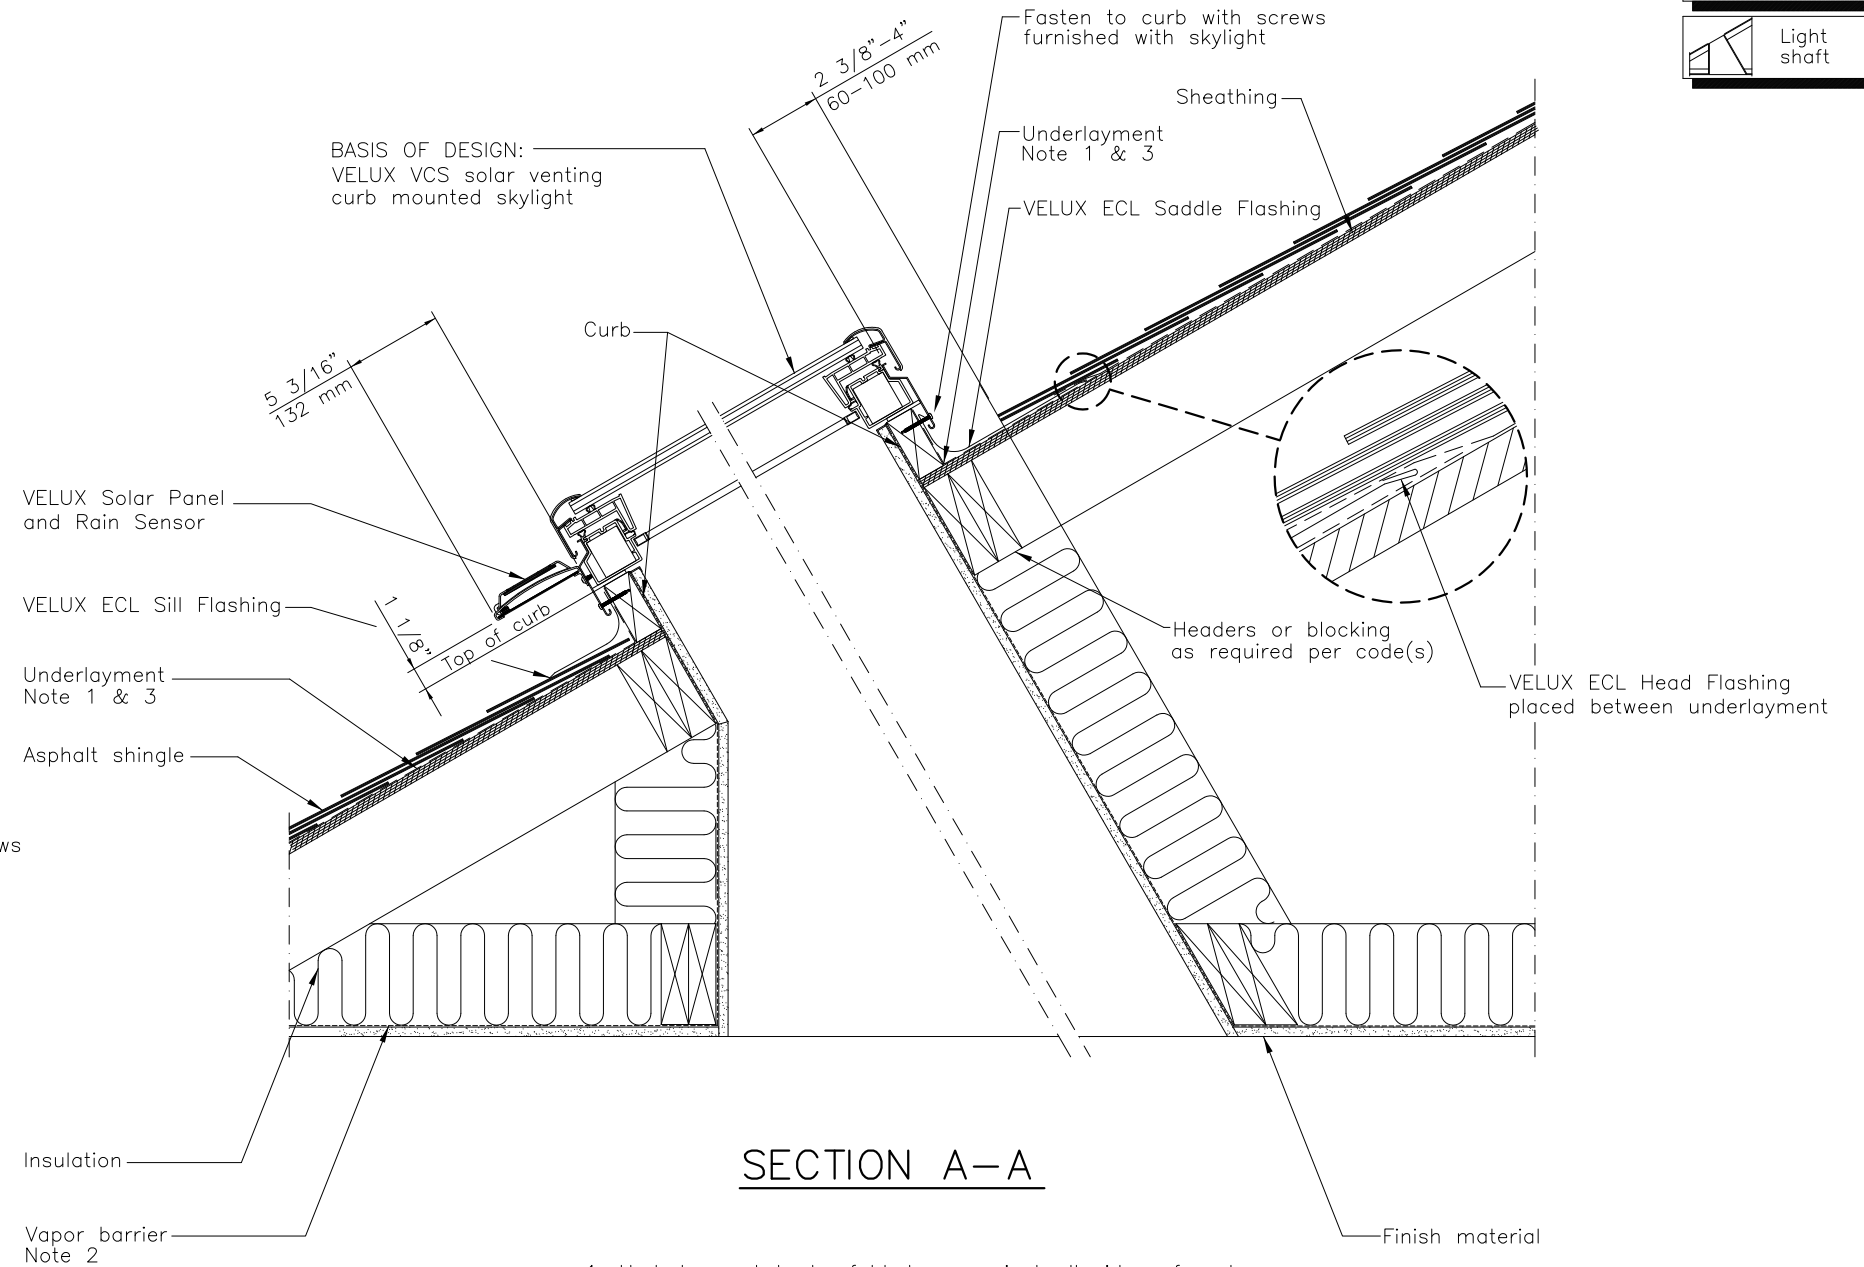 Fasten to curb with screws
furnished with skylight
Light
shaft
2 3/8"-4"
60-100 mm
Sheathing
Underlayment
Note 1 & 3
BASIS OF DESIGN:
VELUX VCS solar venting
curb mounted skylight
VELUX ECL Saddle Flashing
Curb
5 3/16"
132 mm
VELUX Solar Panel
and Rain Sensor
VELUX ECL Sill Flashing
1 1/8"
Top of curb
Headers or blocking
as required per code(s)
Underlayment
Note 1 & 3
VELUX ECL Head Flashing
placed between underlayment
Asphalt shingle
ws
Insulation
SECTION A-A
Vapor barrier
Note 2
Finish material